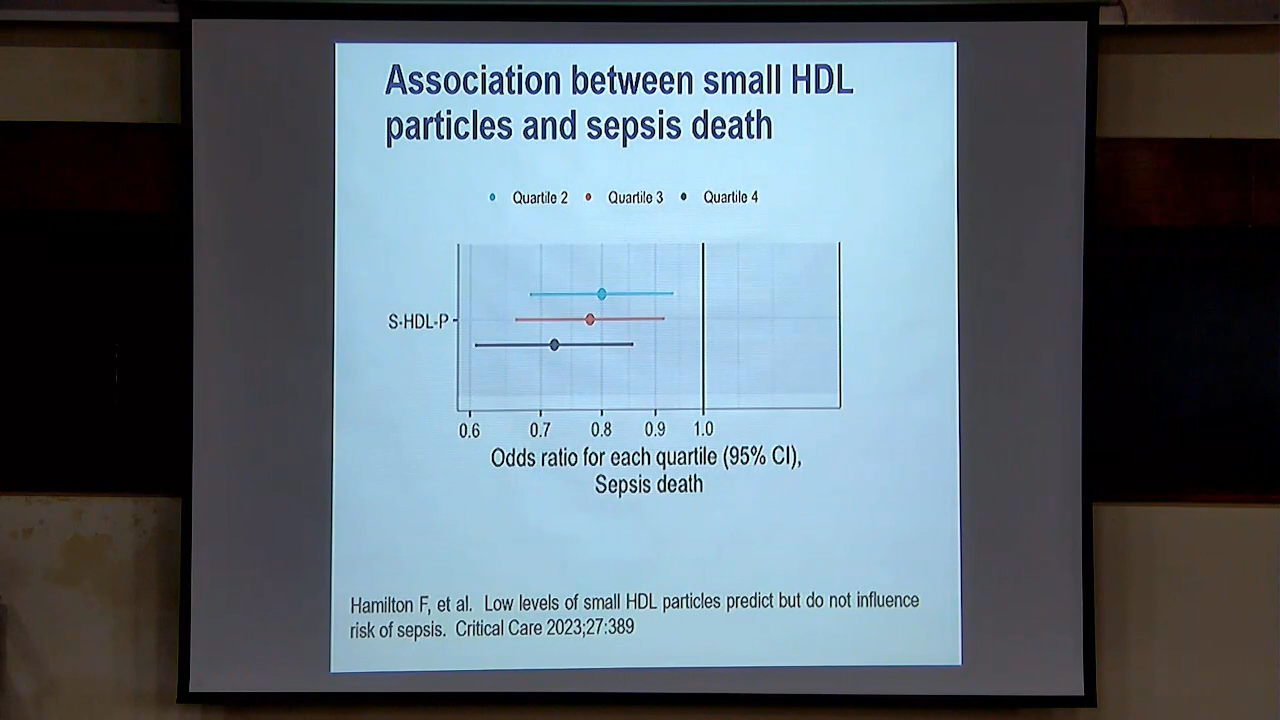 Association between small HDL
particles and sepsis death
Quartile 2 Quartile 3 Quartile 4
S-HDL-P
0.6 0.7 0.8 0.9 1.0
Odds ratio for each quartile (95% CI),
Sepsis death
Hamilton F, et al. Low levels of small HDL particles predict but do not influence
risk of sepsis. Critical Care 2023;27:389